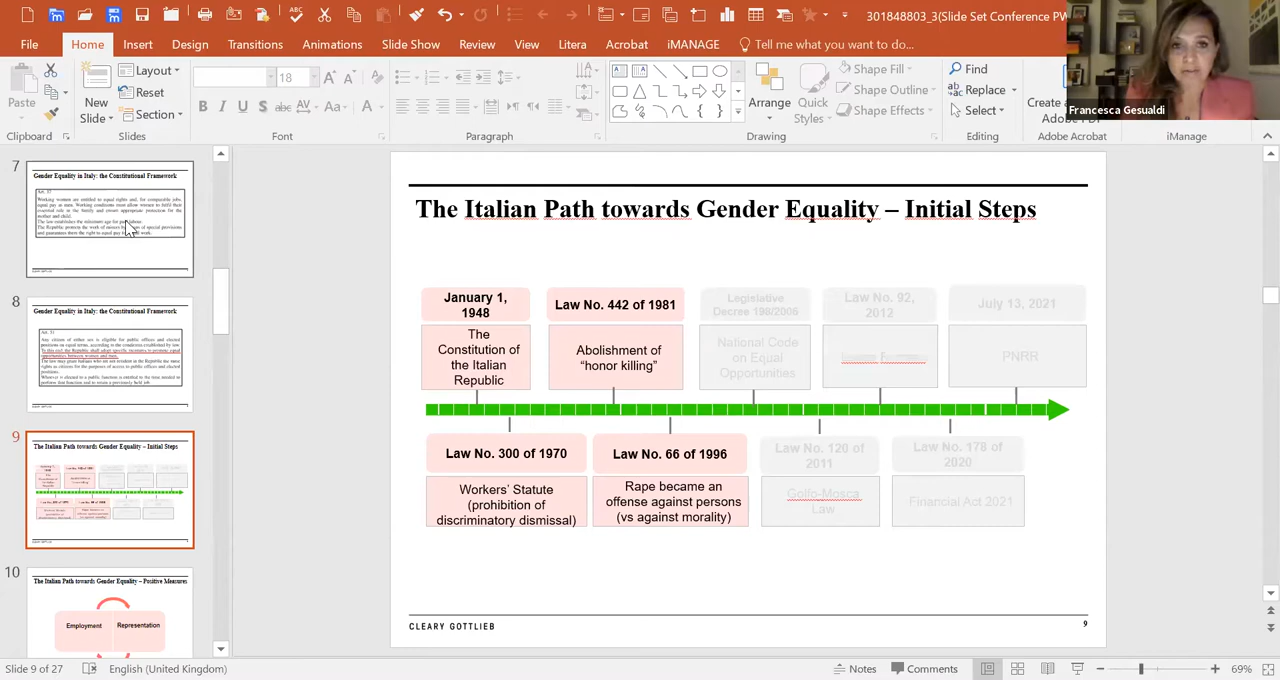 301848803_3(Slide Set Conference PW
File
Home
Insert
Design
Transitions
Animations
Slide Show
Review
View
Litera
Acrobat
iMANAGE
Tell me what you want to do...
Francesca Gesualdi
Paste
New
Slide
Layout
Reset
Section
18
Arrange
Quick
Styles
Shape Fill
Shape Outline
Shape Effects
Find
Replace
Select
Create
Clipboard
Slides
Font
Paragraph
Drawing
Editing
Adobe Acrobat
iManage
7
Gender Equality in Italy: the Constitutional Framework
8
Gender Equality in Italy: the Constitutional Framework
9
The Italian Path towards Gender Equality – Initial Steps
10
The Italian Path towards Gender Equality – Positive Measures
Employment
Representation
The Italian Path towards Gender Equality – Initial Steps
January 1,
1948
The
Constitution of
the Italian
Republic
Law No. 442 of 1981
Abolishment of
“honor killing”
Legislative
Decree 198/2006
National Code
on Equal
Opportunities
Law No. 92,
2012
July 13, 2021
PNRR
Law No. 300 of 1970
Workers’ Statute
(prohibition of
discriminatory dismissal)
Law No. 66 of 1996
Rape became an
offense against persons
(vs against morality)
Law No. 120 of
2011
Golfo-Mosca
Law
Law No. 178 of
2020
Financial Act 2021
CLEARY GOTTLIEB
9
Slide 9 of 27
English (United Kingdom)
Notes
Comments
69%